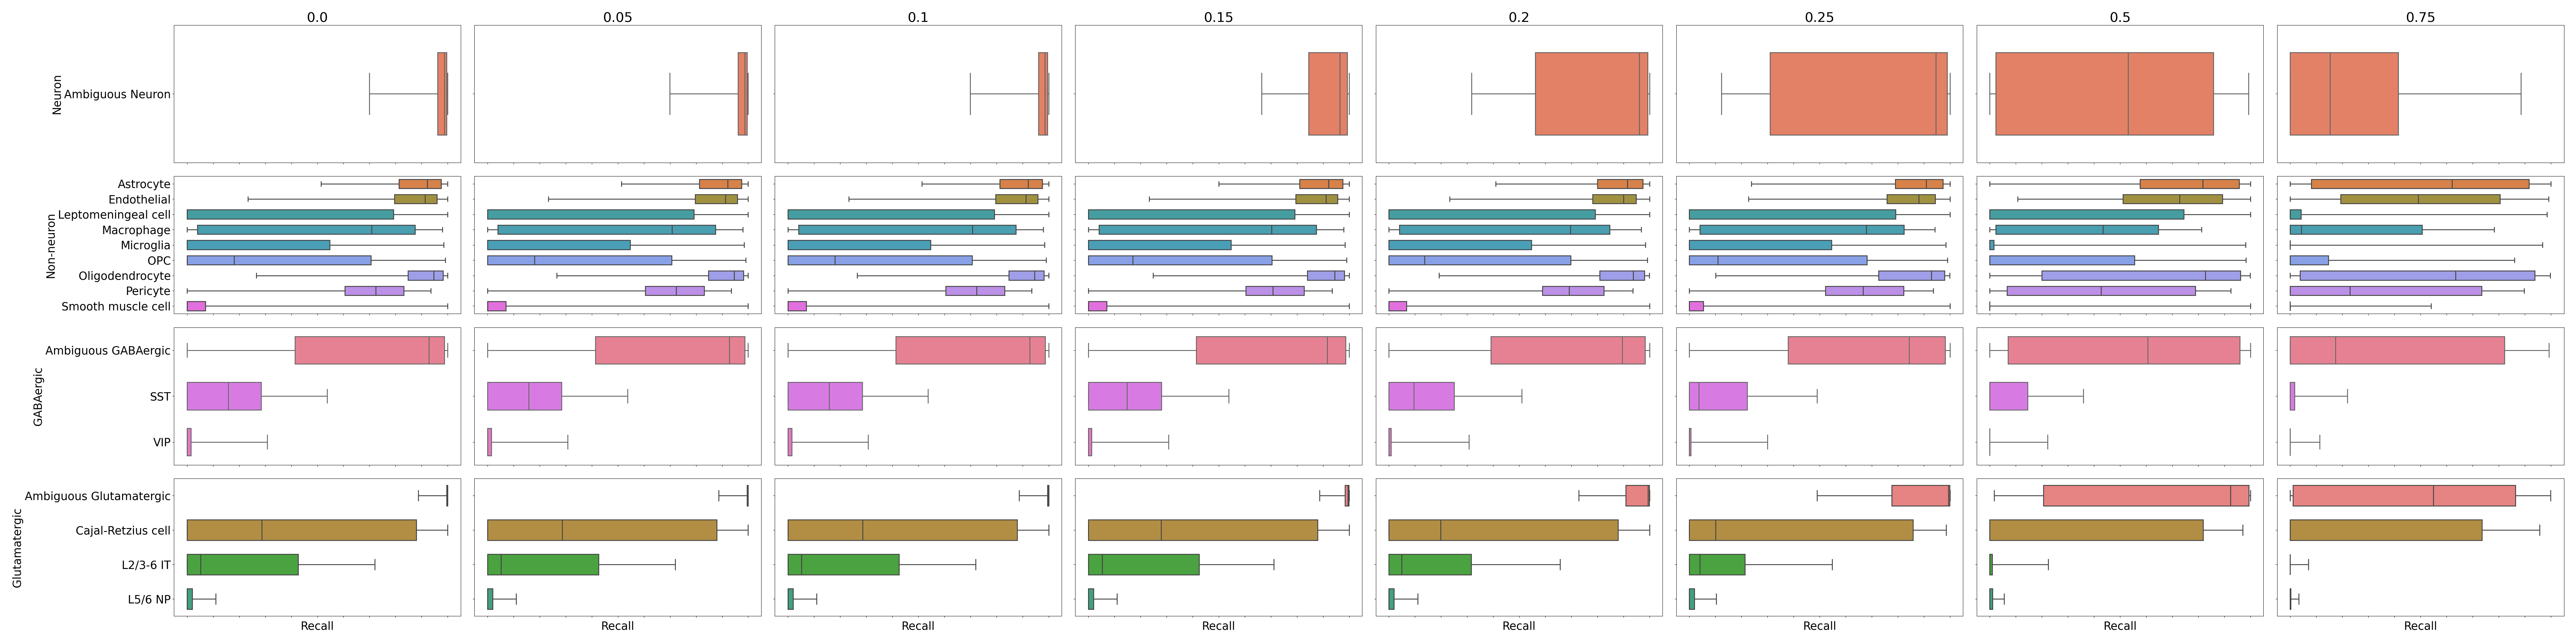 0.0 0.05 0.1 0.15 0.2 0.25 0.5 0.75
Neuron
Ambiguous Neuron
Non-neuron
Astrocyte
Endothelial
Leptomeningeal cell
Macrophage
Microglia
OPC
Oligodendrocyte
Pericyte
Smooth muscle cell
GABAergic
Ambiguous GABAergic
SST
VIP
Glutamatergic
Ambiguous Glutamatergic
Cajal-Retzius cell
L2/3-6 IT
L5/6 NP
Recall Recall Recall Recall Recall Recall Recall Recall